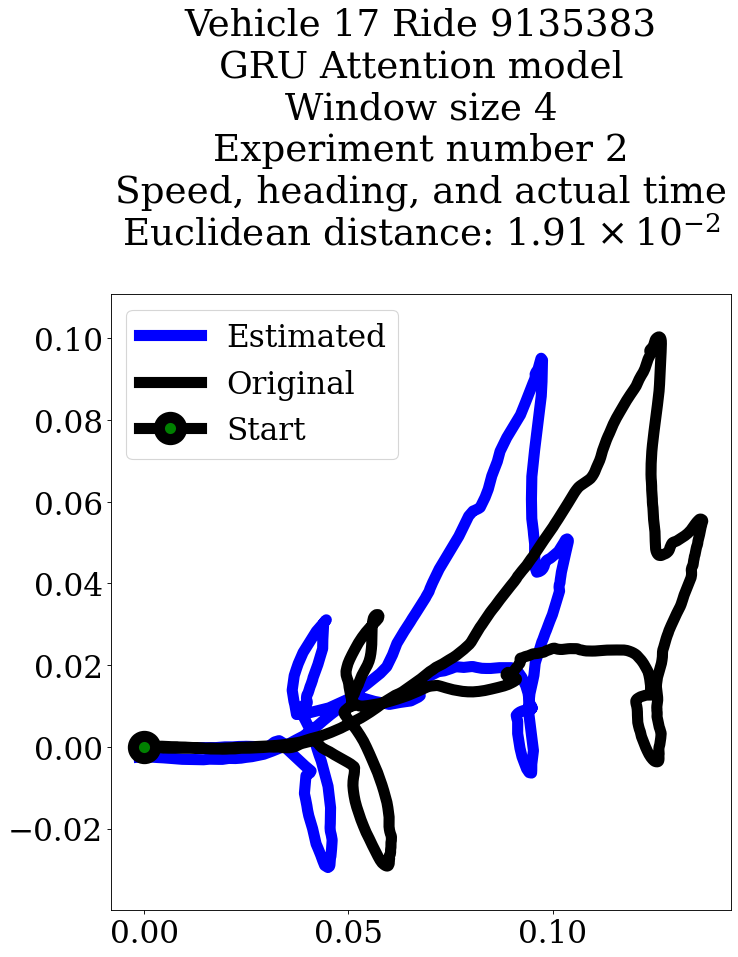 Vehicle 17 Ride 9135383
GRU Attention model
Window size 4
Experiment number 2
Speed, heading, and actual time
Euclidean distance: 1.91 × 10⁻²
Estimated
Original
Start
0.10
0.08
0.06
0.04
0.02
0.00
−0.02
0.00 0.05 0.10